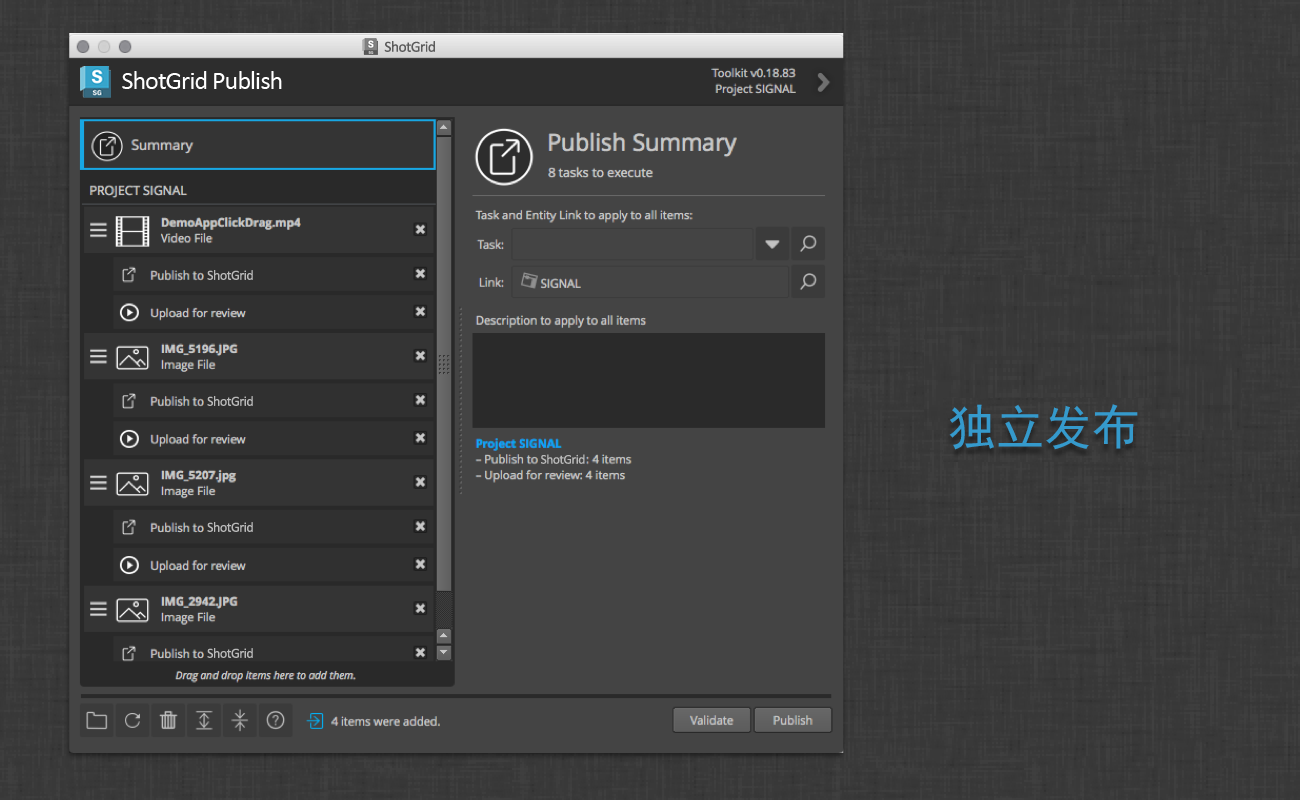 ShotGrid
ShotGrid Publish
Toolkit v0.18.83
Project SIGNAL
Summary
PROJECT SIGNAL
DemoAppClickDrag.mp4
Video File
Publish to ShotGrid
Upload for review
IMG_5196.JPG
Image File
Publish to ShotGrid
Upload for review
IMG_5207.jpg
Image File
Publish to ShotGrid
Upload for review
IMG_2942.JPG
Image File
Publish to ShotGrid
Drag and drop items here to add them.
Publish Summary
8 tasks to execute
Task and Entity Link to apply to all items:
Task:
Link: SIGNAL
Description to apply to all items
Project SIGNAL
– Publish to ShotGrid: 4 items
– Upload for review: 4 items
4 items were added.
Validate
Publish
独立发布